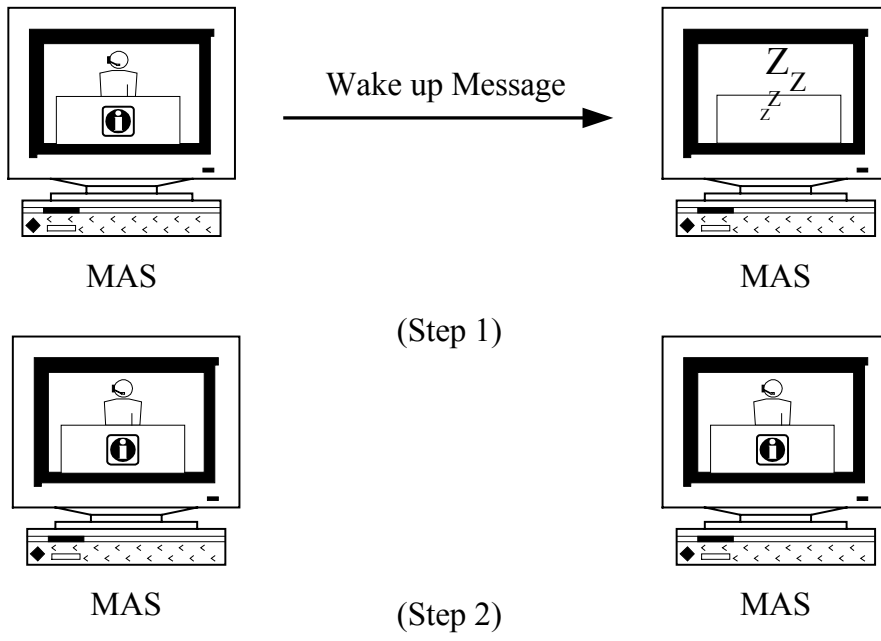 Wake up Message
Z
Z
Z
Z
i
MAS
MAS
(Step 1)
i
i
MAS
MAS
(Step 2)